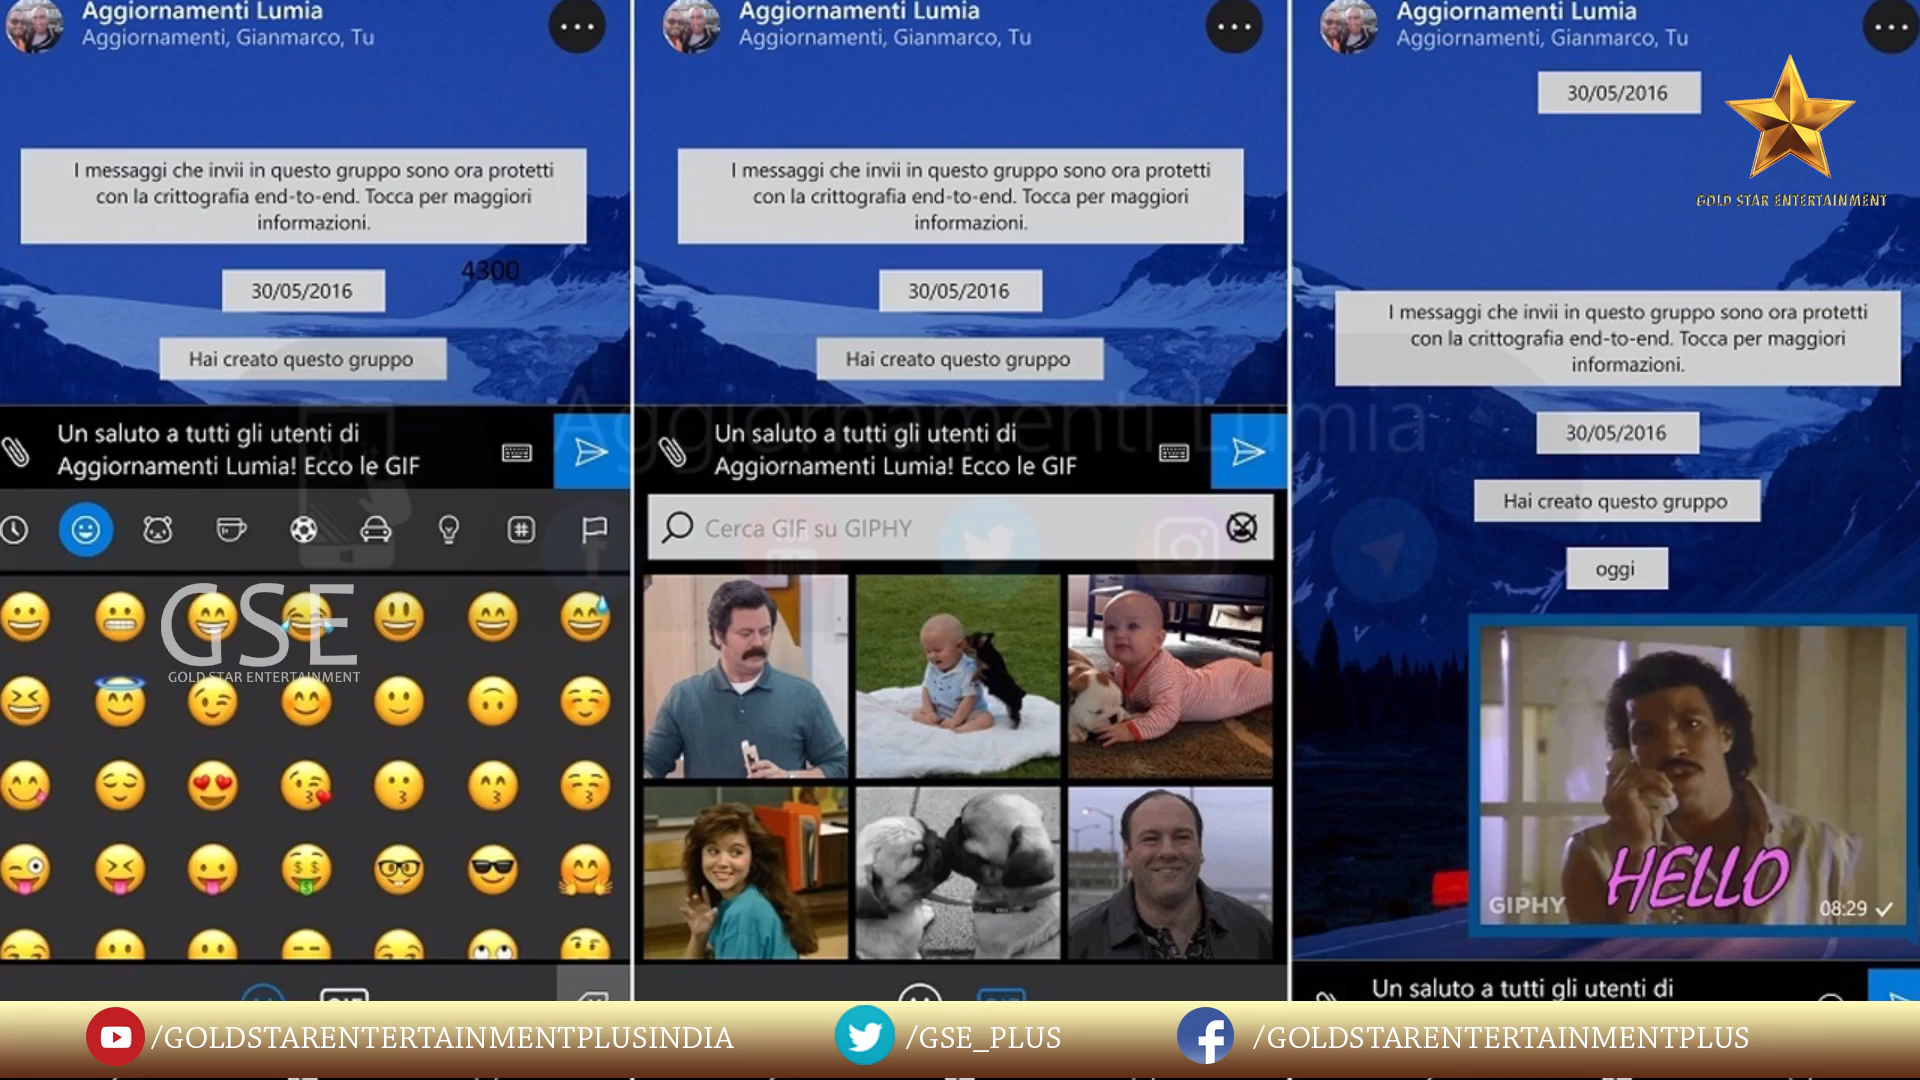 Aggiornamenti Lumia
Aggiornamenti, Gianmarco, Tu
I messaggi che invii in questo gruppo sono ora protetti
con la crittografia end-to-end. Tocca per maggiori
informazioni.
4300
30/05/2016
Hai creato questo gruppo
Un saluto a tutti gli utenti di
Aggiornamenti Lumia! Ecco le GIF
GSE
GOLD STAR ENTERTAINMENT
Aggiornamenti Lumia
Aggiornamenti, Gianmarco, Tu
I messaggi che invii in questo gruppo sono ora protetti
con la crittografia end-to-end. Tocca per maggiori
informazioni.
30/05/2016
Hai creato questo gruppo
Aggiornamenti Lumia
Un saluto a tutti gli utenti di
Aggiornamenti Lumia! Ecco le GIF
Cerca GIF su GIPHY
Aggiornamenti Lumia
Aggiornamenti, Gianmarco, Tu
30/05/2016
GOLD STAR ENTERTAINMENT
I messaggi che invii in questo gruppo sono ora protetti
con la crittografia end-to-end. Tocca per maggiori
informazioni.
30/05/2016
Hai creato questo gruppo
oggi
HELLO
GIPHY
08:29
Un saluto a tutti gli utenti di
/GOLDSTARENTERTAINMENTPLUSINDIA
/GSE_PLUS
/GOLDSTARENTERTAINMENTPLUS